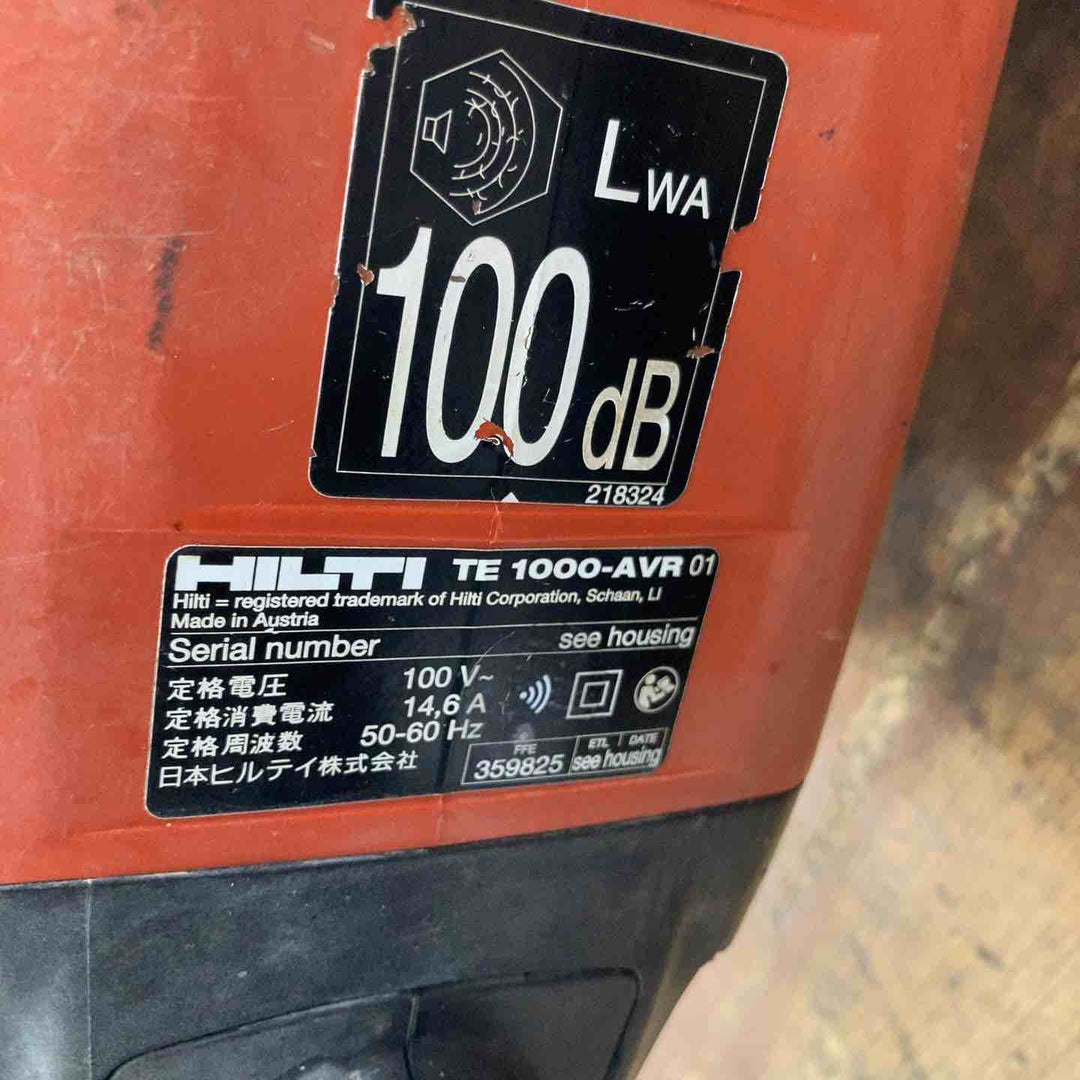 LWA
100 dB
218324
HILTI TE 1000-AVR 01
Hilti = registered trademark of Hilti Corporation, Schaan, LI
Made in Austria
Serial number see housing
定格電圧 100 V~
定格消費電流 14,6 A
定格周波数 50-60 Hz
日本ヒルテイ株式会社
FFE ETL DATE
359825 see housing